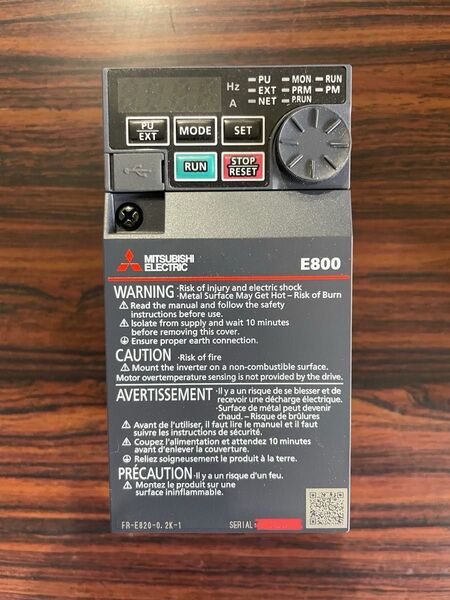 Hz
A
PU
MON
RUN
EXT
PRM
PM
NET
P.RUN
PU
EXT
MODE
SET
RUN
STOP
RESET
MITSUBISHI
ELECTRIC
E800
WARNING ·Risk of injury and electric shock
·Metal Surface May Get Hot – Risk of Burn
Read the manual and follow the safety
instructions before use.
Isolate from supply and wait 10 minutes
before removing this cover.
Ensure proper earth connection.
CAUTION ·Risk of fire
Mount the inverter on a non-combustible surface.
Motor overtemperature sensing is not provided by the drive.
AVERTISSEMENT ·Il y a un risque de se blesser et de
recevoir une décharge électrique.
·Surface de métal peut devenir
chaud. – Risque de brûlures
Avant de l'utiliser, il faut lire le manuel et il faut
suivre les instructions de sécurité.
Coupez l'alimentation et attendez 10 minutes
avant d'enlever la couverture.
Reliez soigneusement le produit à la terre.
PRÉCAUTION ·Il y a un risque d'un feu.
Montez le produit sur une
surface ininflammable.
FR-E820-0.2K-1
SERIAL: